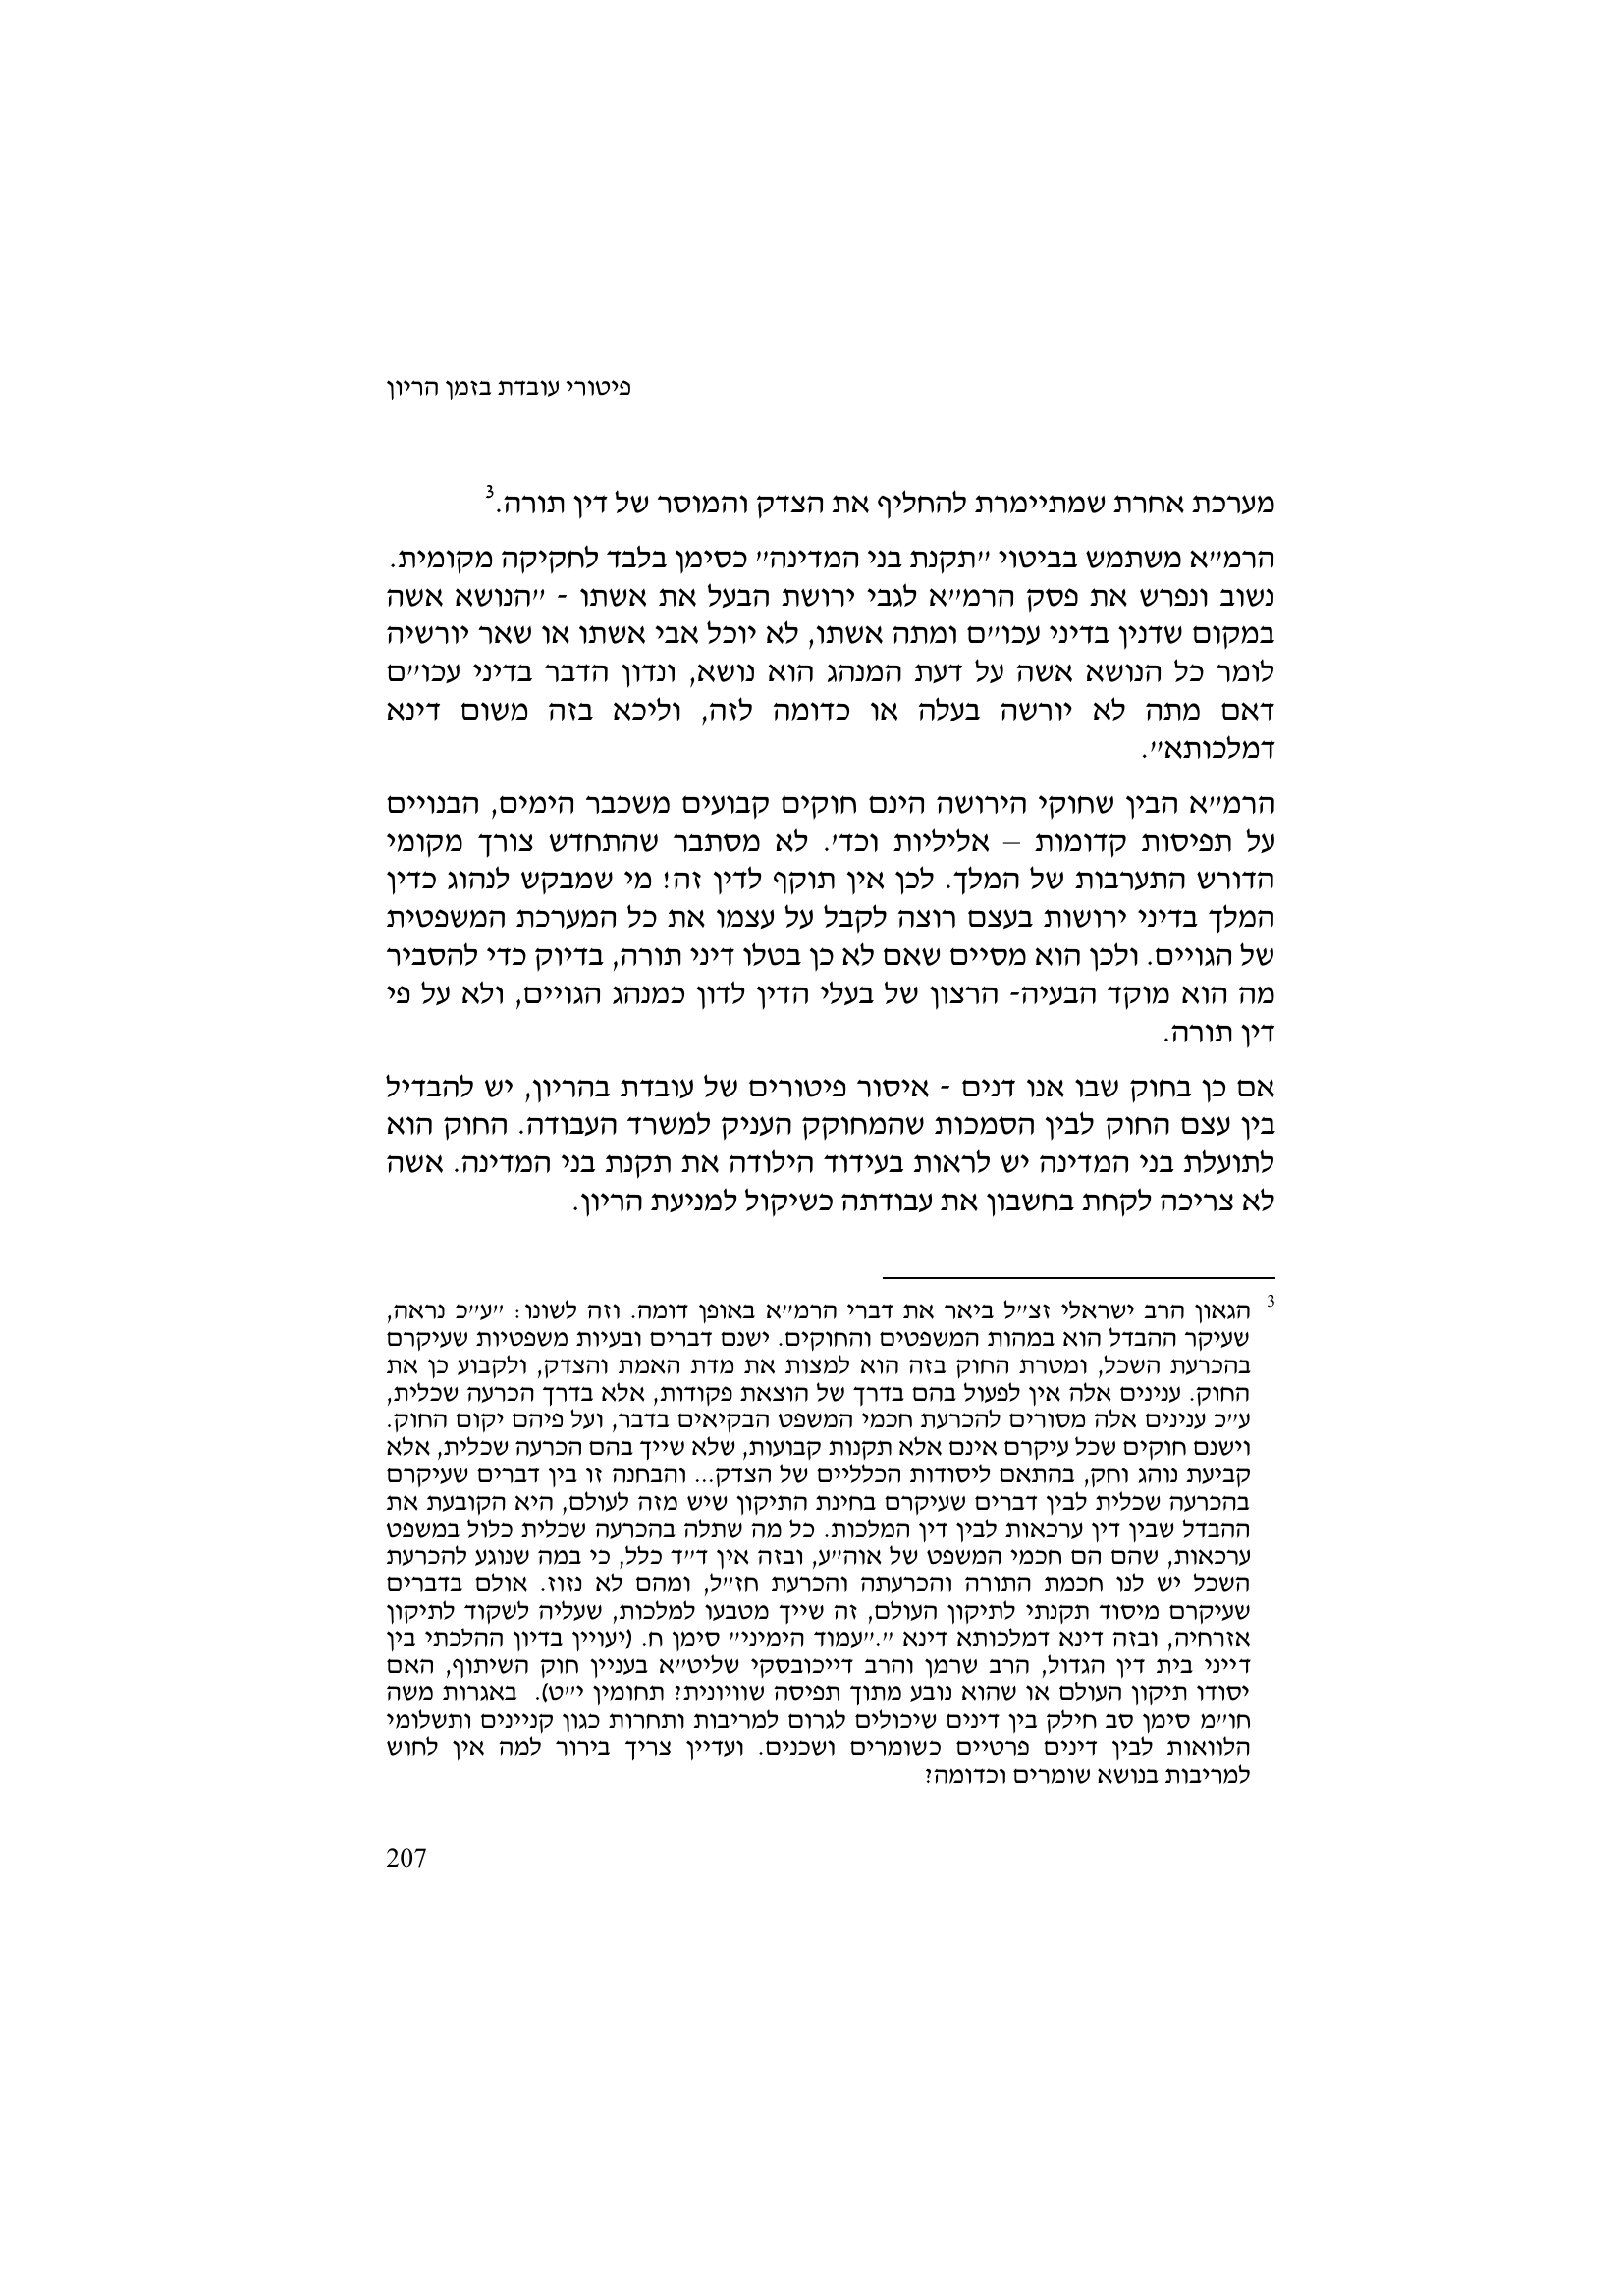 פיטורי עובדת בזמן הריון
מערכת אחרת שמתיימרת להחליף את הצדק והמוסר של דין תורה.3
הרמ״א משתמש בביטוי ״תקנת בני המדינה״ כסימן בלבד לחקיקה מקומית.
נשוב ונפרש את פסק הרמ״א לגבי ירושת הבעל את אשתו - ״הנושא אשה
במקום שדנין בדיני עכו״ם ומתה אשתו, לא יוכל אבי אשתו או שאר יורשיה
לומר כל הנושא אשה על דעת המנהג הוא נושא, ונדון הדבר בדיני עכו״ם
דאם מתה לא יורשה בעלה או כדומה לזה, וליכא בזה משום דינא
דמלכותא״.
הרמ״א הבין שחוקי הירושה הינם חוקים קבועים משכבר הימים, הבנויים
על תפיסות קדומות – אליליות וכד׳. לא מסתבר שהתחדש צורך מקומי
הדורש התערבות של המלך. לכן אין תוקף לדין זה! מי שמבקש לנהוג כדין
המלך בדיני ירושות בעצם רוצה לקבל על עצמו את כל המערכת המשפטית
של הגויים. ולכן הוא מסיים שאם לא כן בטלו דיני תורה, בדיוק כדי להסביר
מה הוא מוקד הבעיה- הרצון של בעלי הדין לדון כמנהג הגויים, ולא על פי
דין תורה.
אם כן בחוק שבו אנו דנים - איסור פיטורים של עובדת בהריון, יש להבדיל
בין עצם החוק לבין הסמכות שהמחוקק העניק למשרד העבודה. החוק הוא
לתועלת בני המדינה יש לראות בעידוד הילודה את תקנת בני המדינה. אשה
לא צריכה לקחת בחשבון את עבודתה כשיקול למניעת הריון.
3 הגאון הרב ישראלי זצ״ל ביאר את דברי הרמ״א באופן דומה. וזה לשונו: ״ע״כ נראה,
שעיקר ההבדל הוא במהות המשפטים והחוקים. ישנם דברים ובעיות משפטיות שעיקרם
בהכרעת השכל, ומטרת החוק בזה הוא למצות את מדת האמת והצדק, ולקבוע כן את
החוק. ענינים אלה אין לפעול בהם בדרך של הוצאת פקודות, אלא בדרך הכרעה שכלית,
ע״כ ענינים אלה מסורים להכרעת חכמי המשפט הבקיאים בדבר, ועל פיהם יקום החוק.
וישנם חוקים שכל עיקרם אינם אלא תקנות קבועות, שלא שייך בהם הכרעה שכלית, אלא
קביעת נוהג וחק, בהתאם ליסודות הכלליים של הצדק... והבחנה זו בין דברים שעיקרם
בהכרעה שכלית לבין דברים שעיקרם בחינת התיקון שיש מזה לעולם, היא הקובעת את
ההבדל שבין דין ערכאות לבין דין המלכות. כל מה שתלה בהכרעה שכלית כלול במשפט
ערכאות, שהם הם חכמי המשפט של אוה״ע, ובזה אין ד״ד כלל, כי במה שנוגע להכרעת
השכל יש לנו חכמת התורה והכרעתה והכרעת חז״ל, ומהם לא נזוז. אולם בדברים
שעיקרם מיסוד תקנתי לתיקון העולם, זה שייך מטבעו למלכות, שעליה לשקוד לתיקון
אזרחיה, ובזה דינא דמלכותא דינא ״.״עמוד הימיני״ סימן ח. (יעויין בדיון ההלכתי בין
דייני בית דין הגדול, הרב שרמן והרב דייכובסקי שליט״א בעניין חוק השיתוף, האם
יסודו תיקון העולם או שהוא נובע מתוך תפיסה שוויונית? תחומין י״ט). באגרות משה
חו״מ סימן סב חילק בין דינים שיכולים לגרום למריבות ותחרות כגון קניינים ותשלומי
הלוואות לבין דינים פרטיים כשומרים ושכנים. ועדיין צריך בירור למה אין לחוש
למריבות בנושא שומרים וכדומה?
207